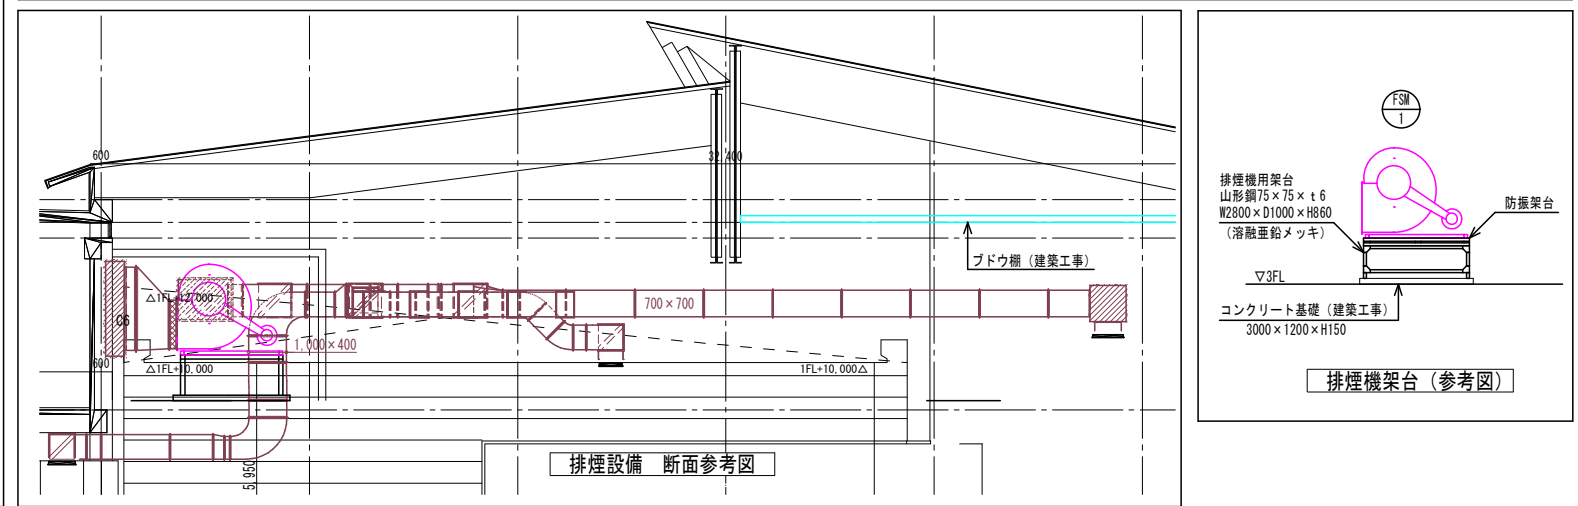 600
32,400
ブドウ棚（建築工事）
△1FL+12,000
C6
700×700
1,000×400
600
△1FL+10,000
1FL+10,000△
5,950
排煙設備　断面参考図
FSM
1
排煙機用架台
山形鋼75×75×ｔ6
W2800×D1000×H860
（溶融亜鉛メッキ）
防振架台
▽3FL
コンクリート基礎（建築工事）
3000×1200×H150
排煙機架台（参考図）